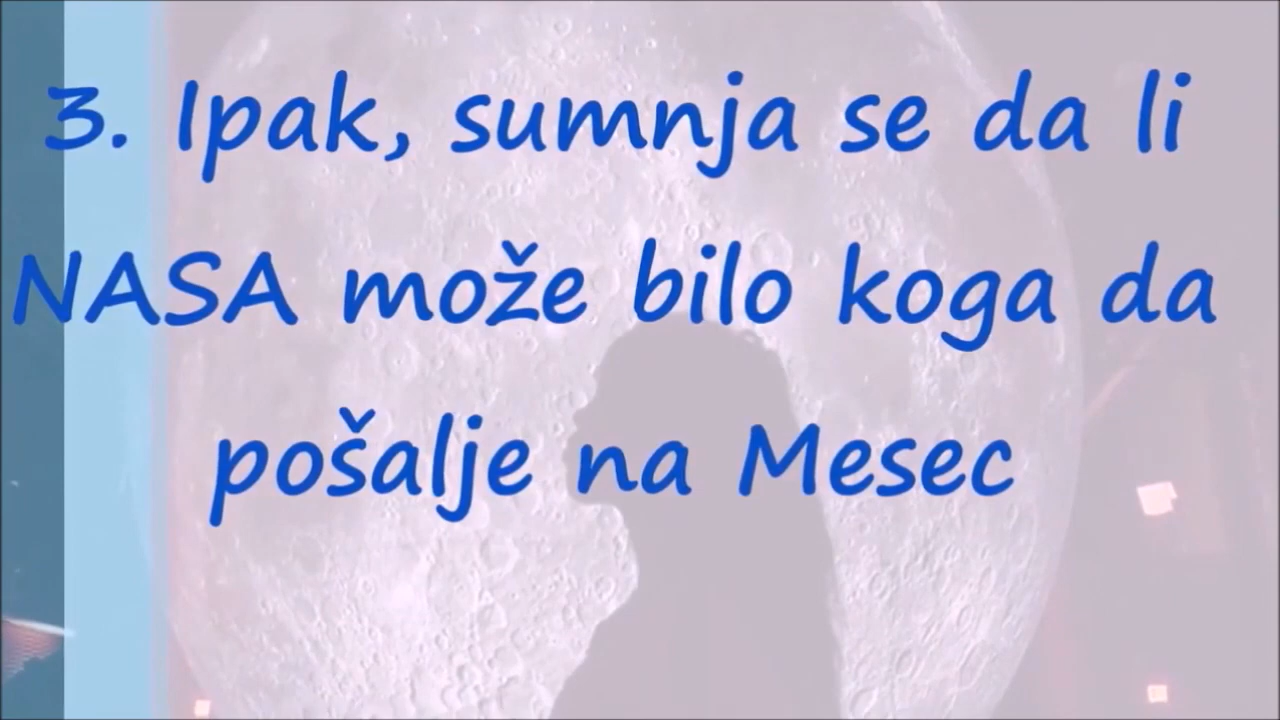 3. Ipak, sumnja se da li
NASA može bilo koga da
pošalje na Mesec